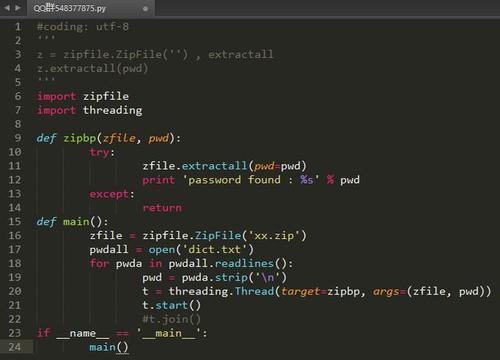 QQ群548377875.py
1 #coding: utf-8
2 '''
3 z = zipfile.ZipFile('') , extractall
4 z.extractall(pwd)
5 '''
6 import zipfile
7 import threading
8
9 def zipbp(zfile, pwd):
10         try:
11                 zfile.extractall(pwd=pwd)
12                 print 'password found : %s' % pwd
13         except:
14                 return
15 def main():
16         zfile = zipfile.ZipFile('xx.zip')
17         pwdall = open('dict.txt')
18         for pwda in pwdall.readlines():
19                 pwd = pwda.strip('\n')
20                 t = threading.Thread(target=zipbp, args=(zfile, pwd))
21                 t.start()
22                 #t.join()
23 if __name__ == '__main__':
24         main()